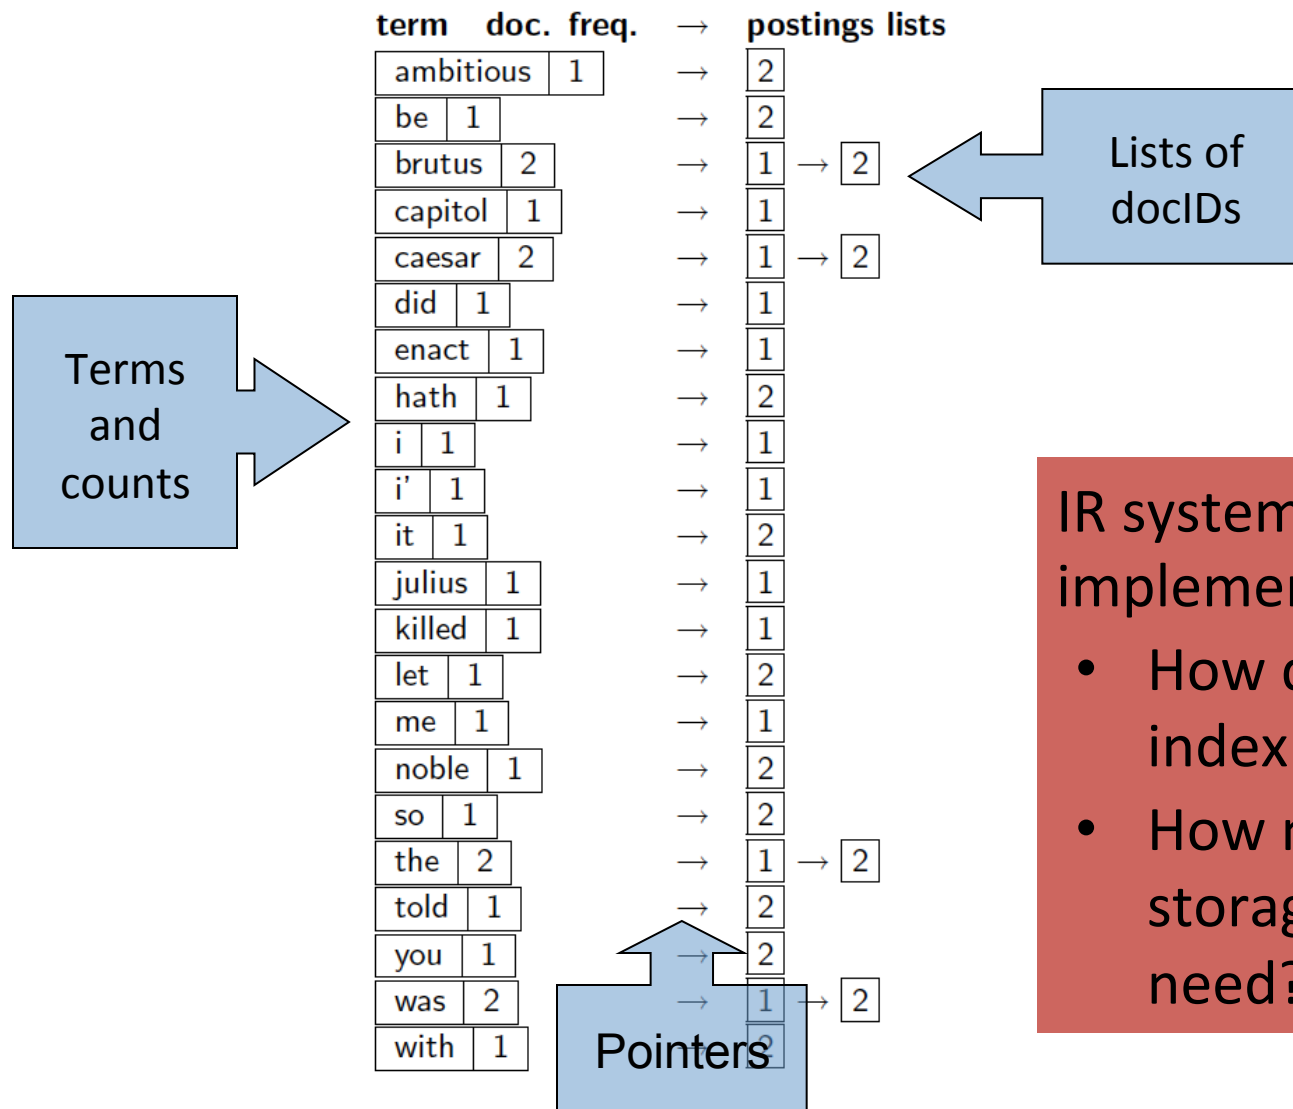 term doc. freq. → postings lists
ambitious 1 → 2
be 1 → 2
brutus 2 → 1 → 2
capitol 1 → 1
caesar 2 → 1 → 2
did 1 → 1
enact 1 → 1
hath 1 → 2
i 1 → 1
i' 1 → 1
it 1 → 2
julius 1 → 1
killed 1 → 1
let 1 → 2
me 1 → 1
noble 1 → 2
so 1 → 2
the 2 → 1 → 2
told 1 → 2
you 1 → 2
was 2 → 1 → 2
with 1 → 2
Lists of
docIDs
Terms
and
counts
Pointers
IR system
implemen
• How
index
• How
storag
need?